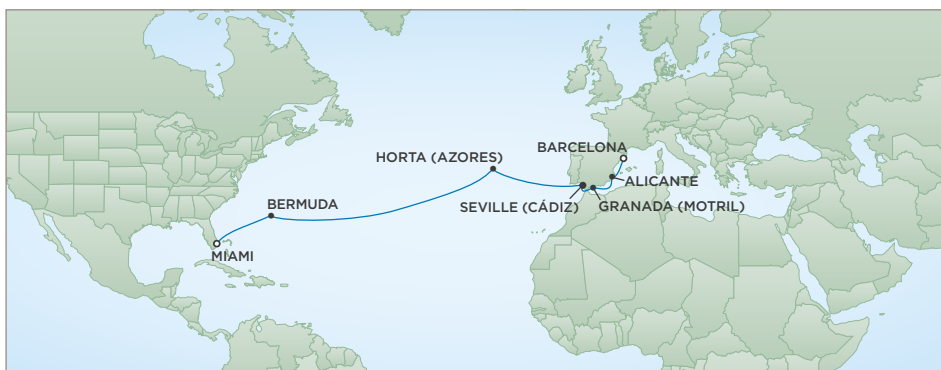 BARCELONA
HORTA (AZORES)
ALICANTE
BERMUDA
SEVILLE (CÁDIZ)
GRANADA (MOTRIL)
MIAMI